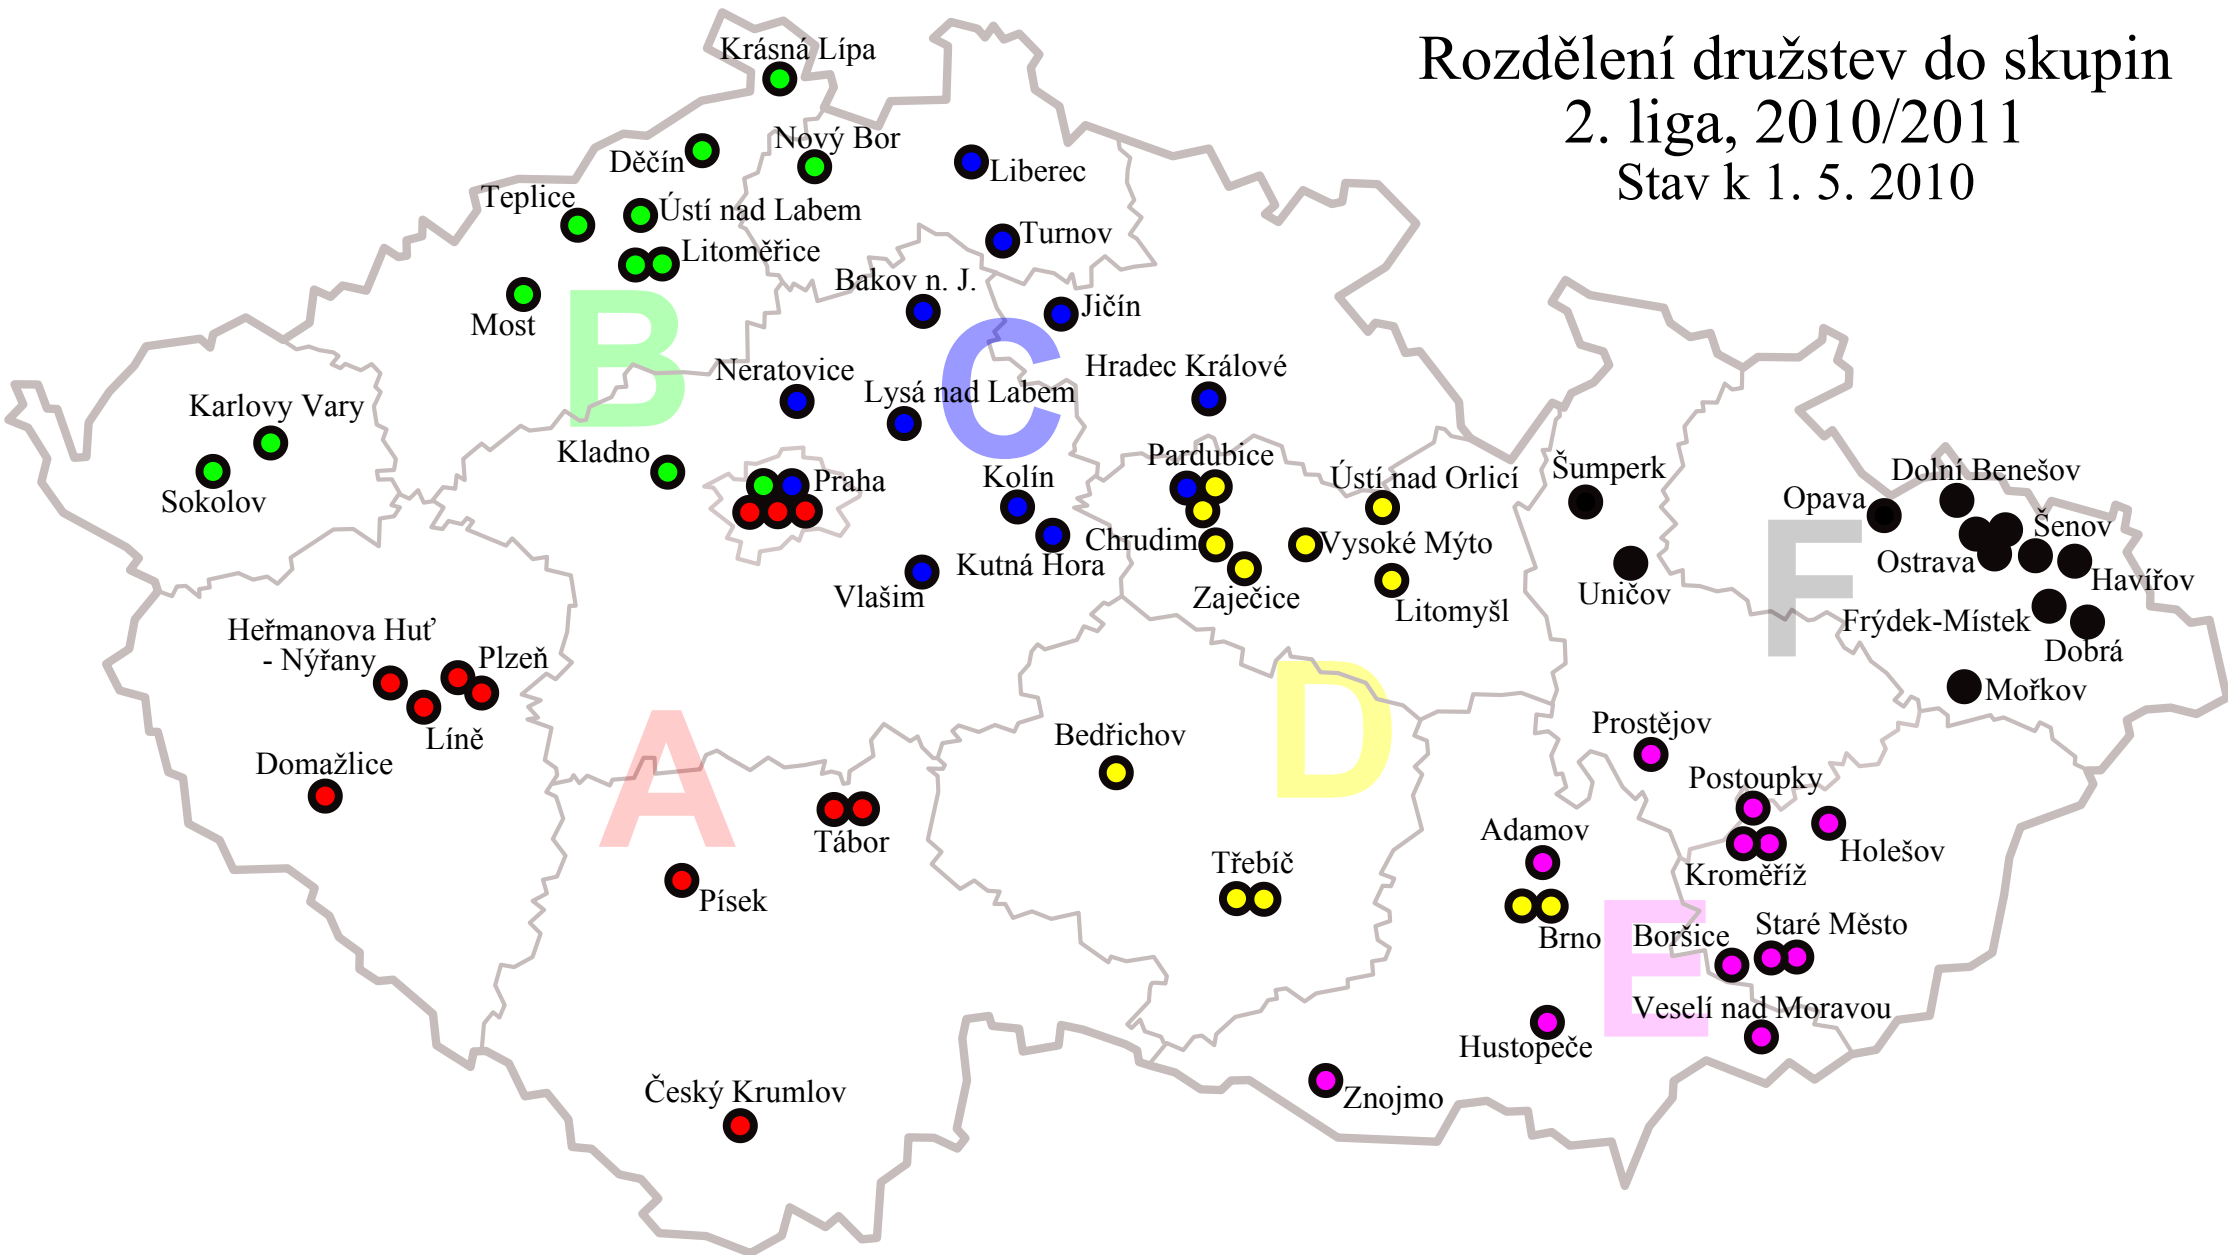 Rozdělení družstev do skupin
2. liga, 2010/2011
Stav k 1. 5. 2010
Krásná Lípa
Nový Bor
Děčín
Liberec
Teplice
Ústí nad Labem
Turnov
Litoměřice
Bakov n. J.
Jičín
Most
B
C
Neratovice
Lysá nad Labem
Hradec Králové
Karlovy Vary
Kladno
Sokolov
Praha
Kolín
Pardubice
Ústí nad Orlicí
Šumperk
Dolní Benešov
Opava
Šenov
Chrudim
Vysoké Mýto
Kutná Hora
Vlašim
Zaječice
Litomyšl
Uničov
F
Ostrava
Havířov
Frýdek-Místek
Dobrá
Mořkov
Heřmanova Huť
- Nýřany
Plzeň
Líně
Domažlice
A
Tábor
Písek
Bedřichov
D
Prostějov
Postoupky
Adamov
Holešov
Kroměříž
Třebíč
Brno
E
Boršice
Staré Město
Veselí nad Moravou
Hustopeče
Znojmo
Český Krumlov